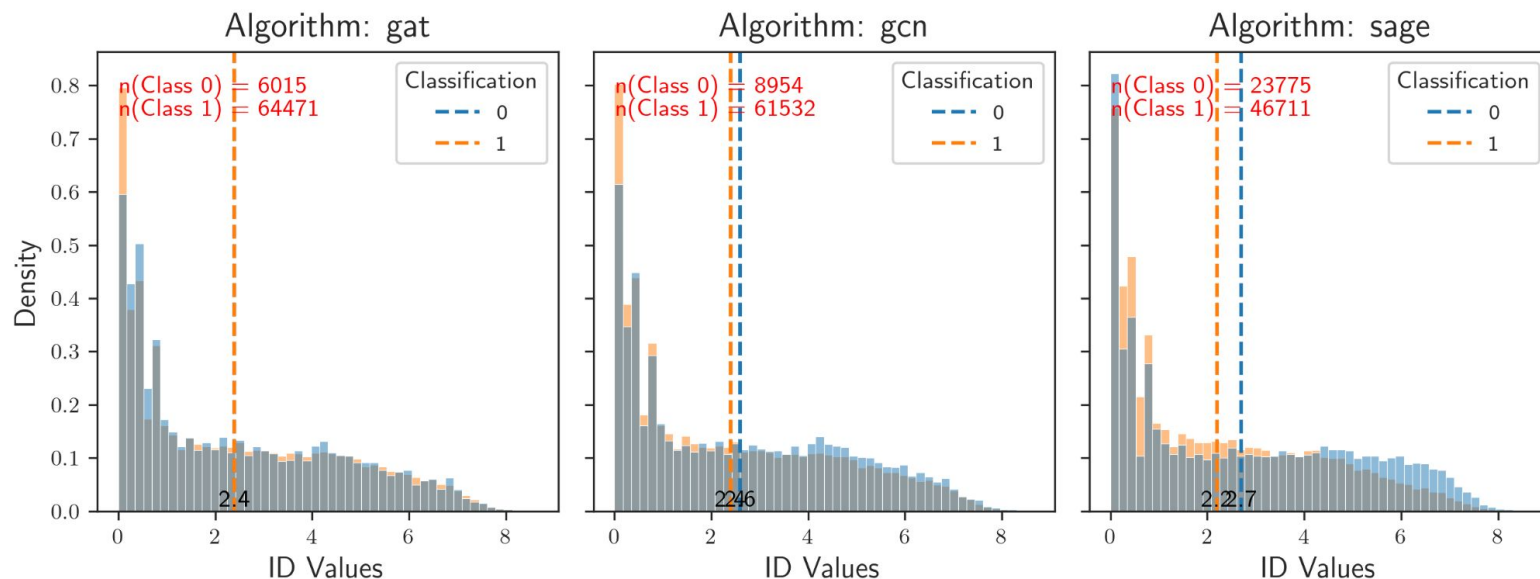 Algorithm: gat
Algorithm: gcn
Algorithm: sage
Density
0.8
0.7
0.6
0.5
0.4
0.3
0.2
0.1
0.0
n(Class 0) = 6015
n(Class 1) = 64471
Classification
0
1
2.4
0 2 4 6 8
ID Values
n(Class 0) = 8954
n(Class 1) = 61532
Classification
0
1
2.4
2.6
0 2 4 6 8
ID Values
n(Class 0) = 23775
n(Class 1) = 46711
Classification
0
1
2.2
2.7
0 2 4 6 8
ID Values